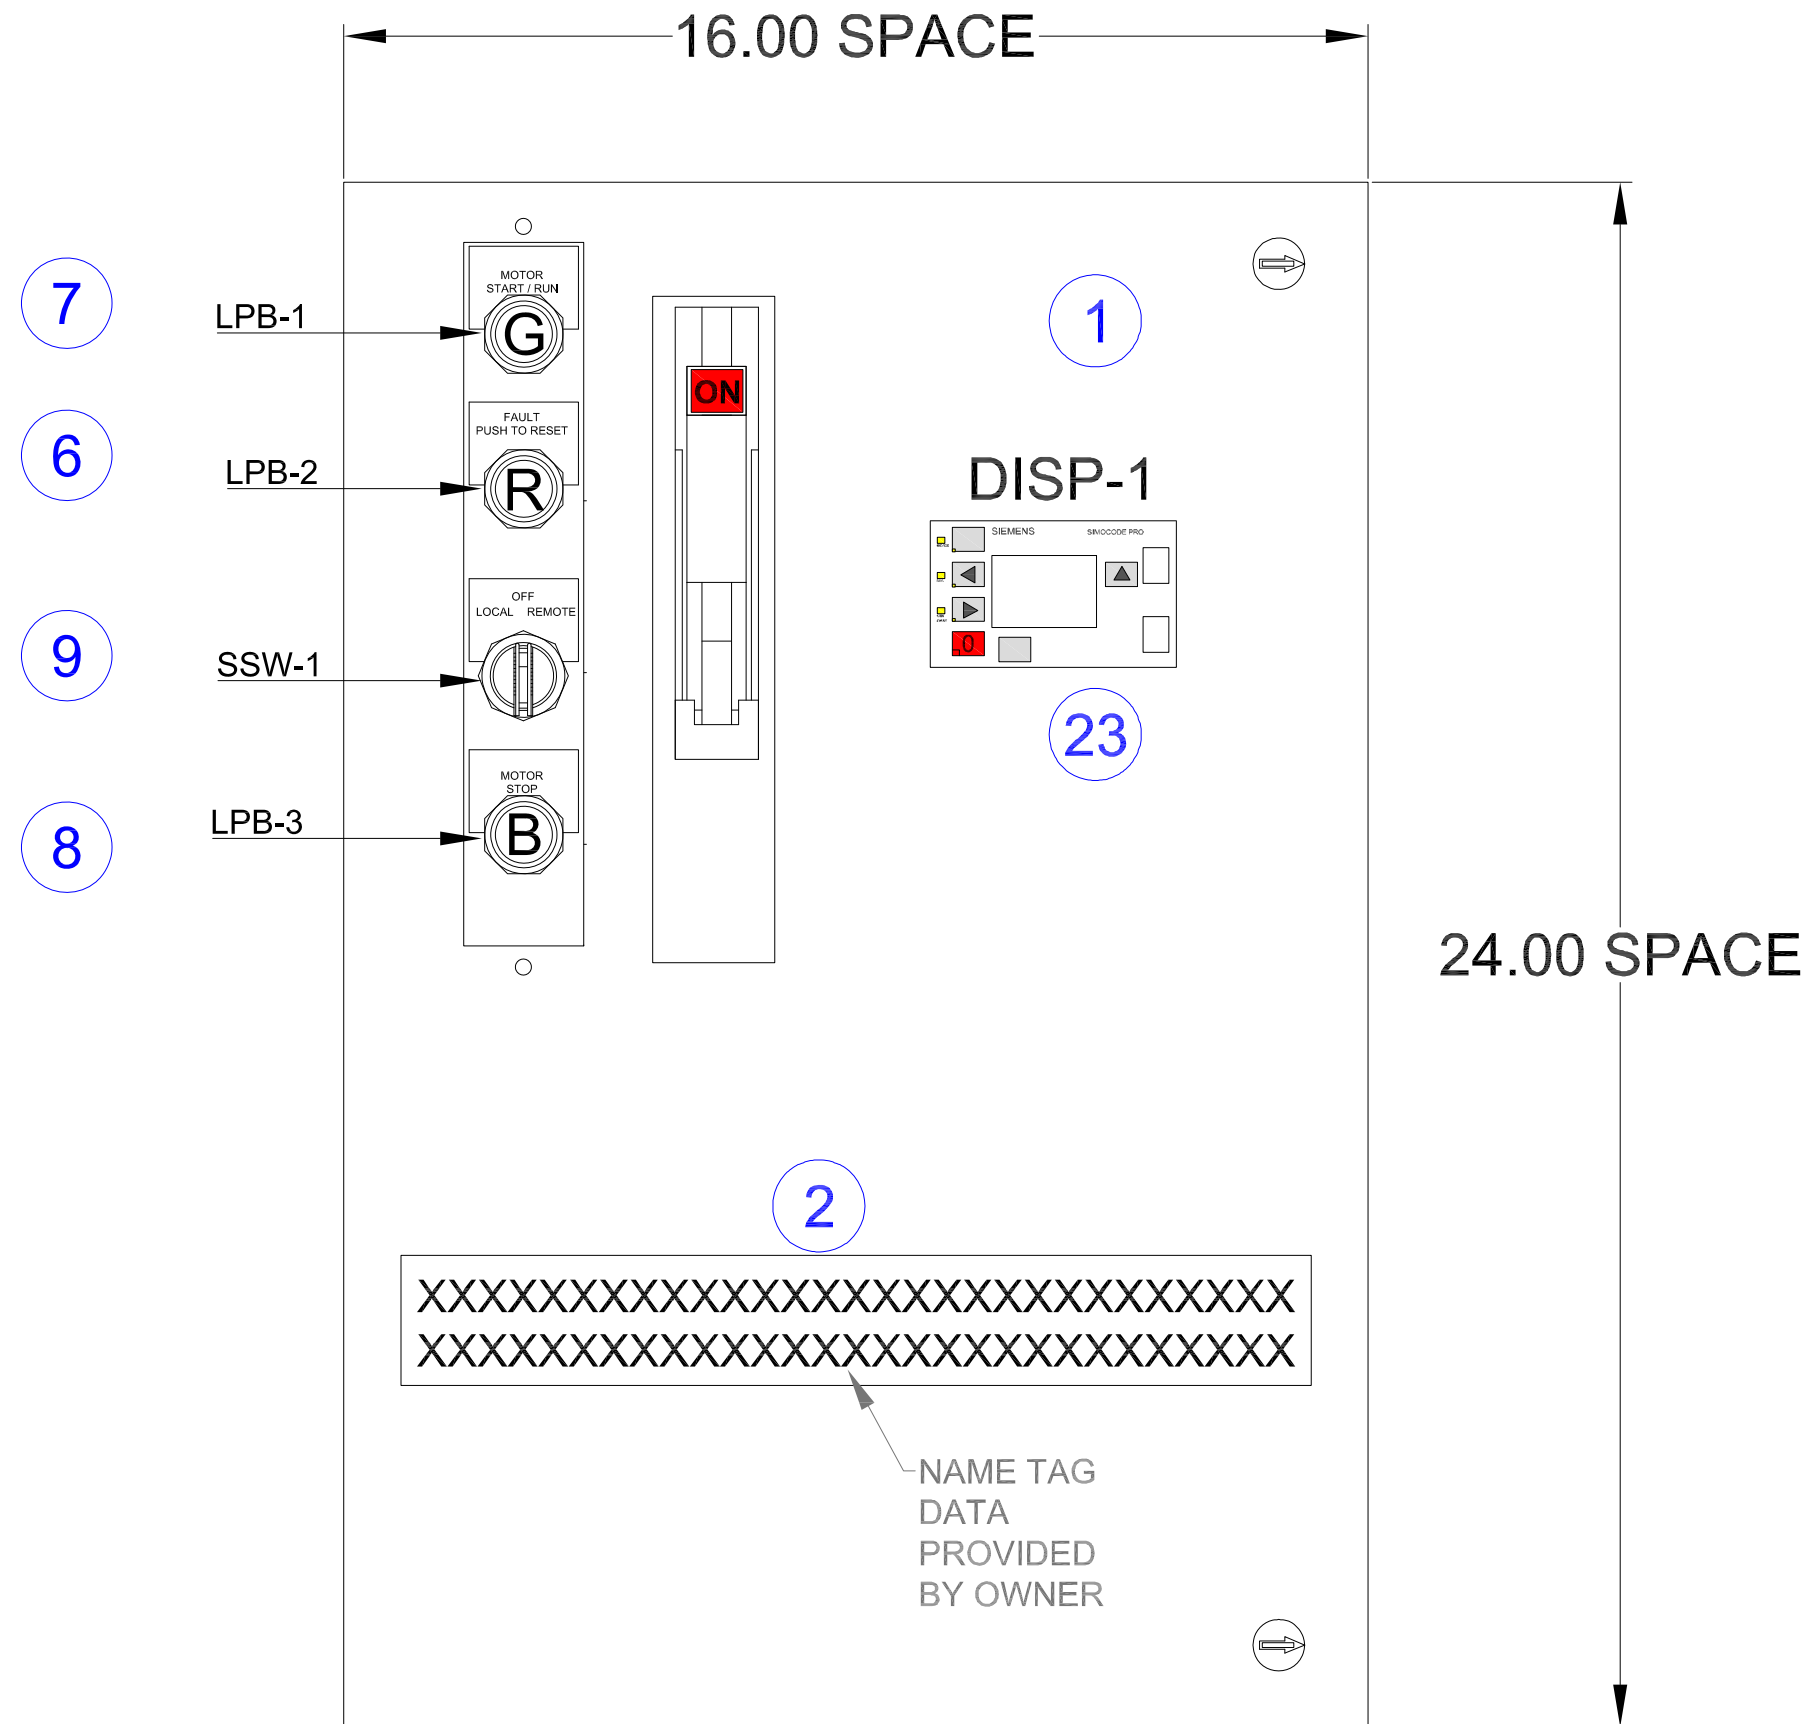 16.00 SPACE
7
LPB-1
MOTOR
START / RUN
G
1
ON
6
LPB-2
FAULT
PUSH TO RESET
R
DISP-1
SIEMENS
SIMOCODE PRO
0
9
SSW-1
OFF
LOCAL REMOTE
23
8
LPB-3
MOTOR
STOP
B
24.00 SPACE
2
XXXXXXXXXXXXXXXXXXXXXXXXXXXXX
XXXXXXXXXXXXXXXXXXXXXXXXXXXXX
NAME TAG
DATA
PROVIDED
BY OWNER